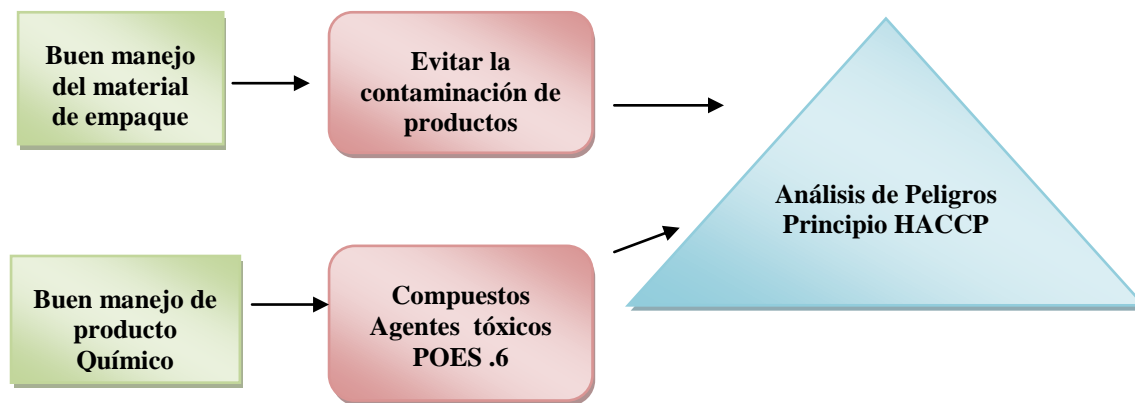 Buen manejo
del material
de empaque
Evitar la
contaminación de
productos
Análisis de Peligros
Principio HACCP
Buen manejo de
producto
Químico
Compuestos
Agentes tóxicos
POES .6